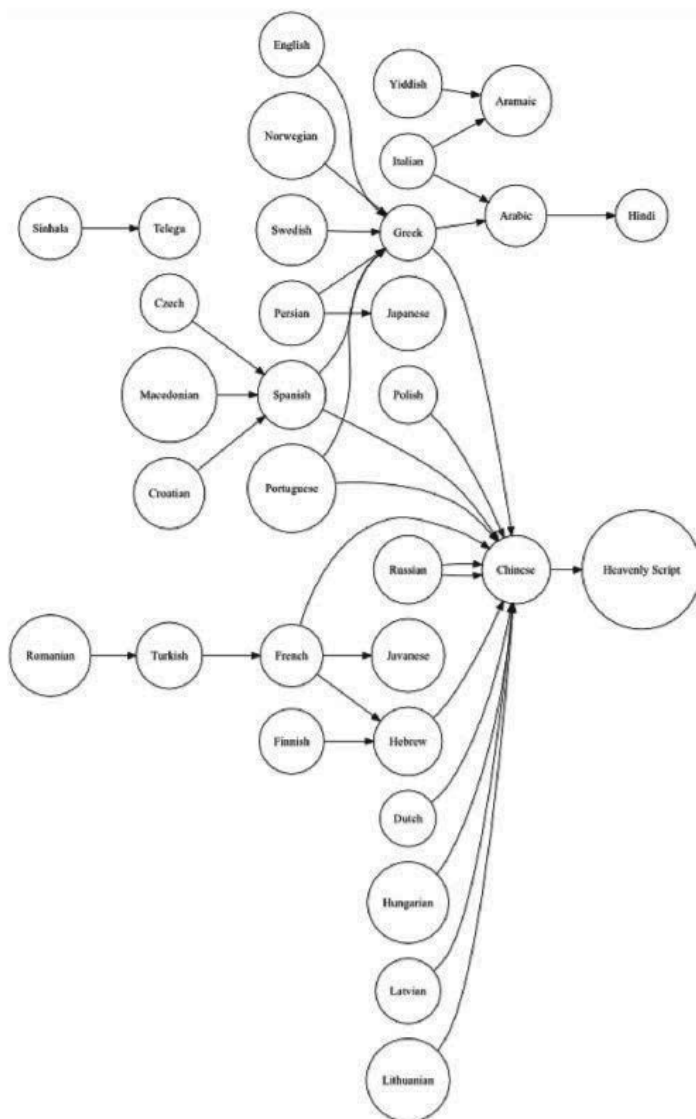 English
Yiddish
Aramaic
Norwegian
Italian
Sinhala
Telega
Swedish
Greek
Arabic
Hindi
Czech
Persian
Japanese
Macedonian
Spanish
Polish
Croatian
Portuguese
Russian
Chinese
Heavenly Script
Romanian
Turkish
French
Javanese
Finnish
Hebrew
Dutch
Hungarian
Latvian
Lithuanian